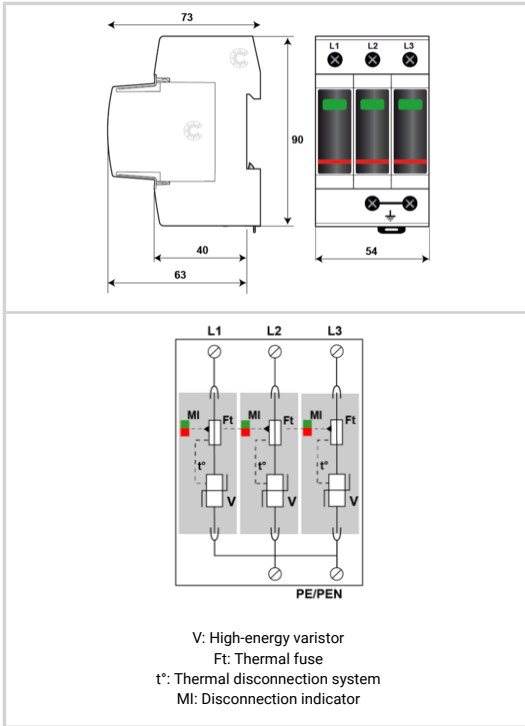 73
L1 L2 L3
90
40
63
54
L1 L2 L3
MI Ft MI Ft MI Ft
t° t° t°
V V V
PE/PEN
V: High-energy varistor
Ft: Thermal fuse
t°: Thermal disconnection system
MI: Disconnection indicator